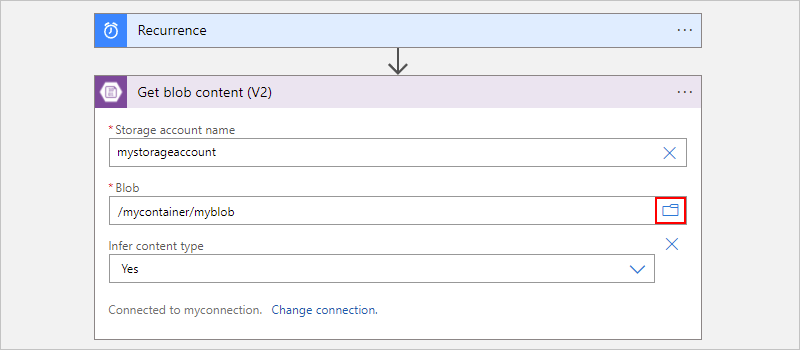 Recurrence
Get blob content (V2)
* Storage account name
mystorageaccount
* Blob
/mycontainer/myblob
Infer content type
Yes
Connected to myconnection. Change connection.